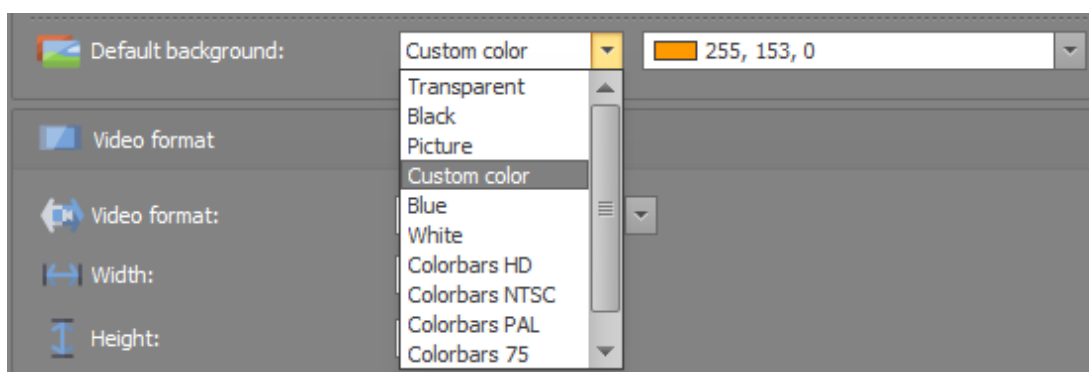 Default background:
Custom color
255, 153, 0
Transparent
Black
Picture
Custom color
Blue
White
Colorbars HD
Colorbars NTSC
Colorbars PAL
Colorbars 75
Video format
Video format:
Width:
Height: